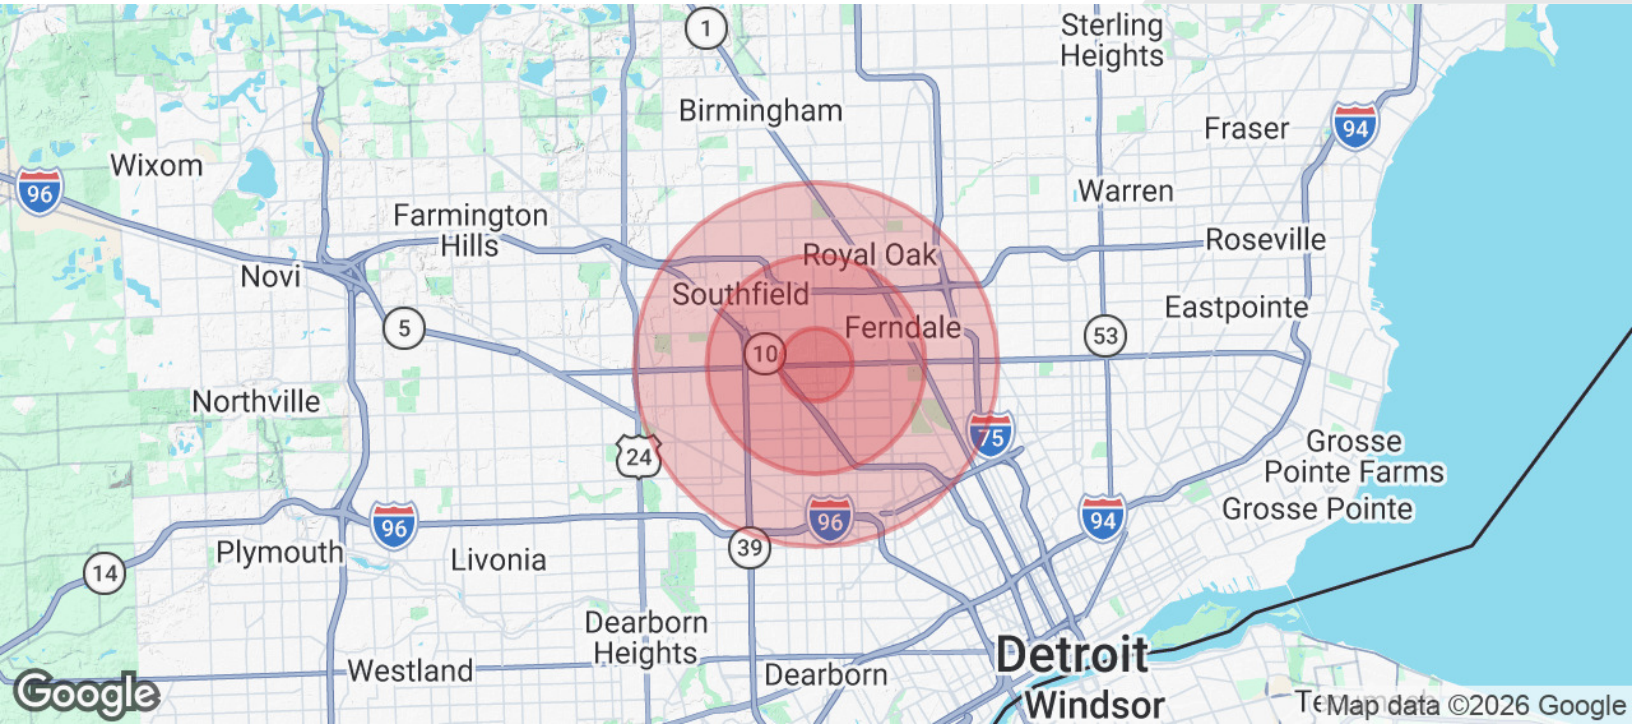 1
Sterling
Heights
Birmingham
Fraser
94
Wixom
96
Warren
Farmington
Hills
Royal Oak
Roseville
Novi
Southfield
Eastpointe
5
Ferndale
53
10
Northville
75
24
Grosse
Pointe Farms
Grosse Pointe
96
96
94
Plymouth
Livonia
39
14
Dearborn
Heights
Detroit
Westland
Dearborn
Google
Windsor
Map data ©2026 Google